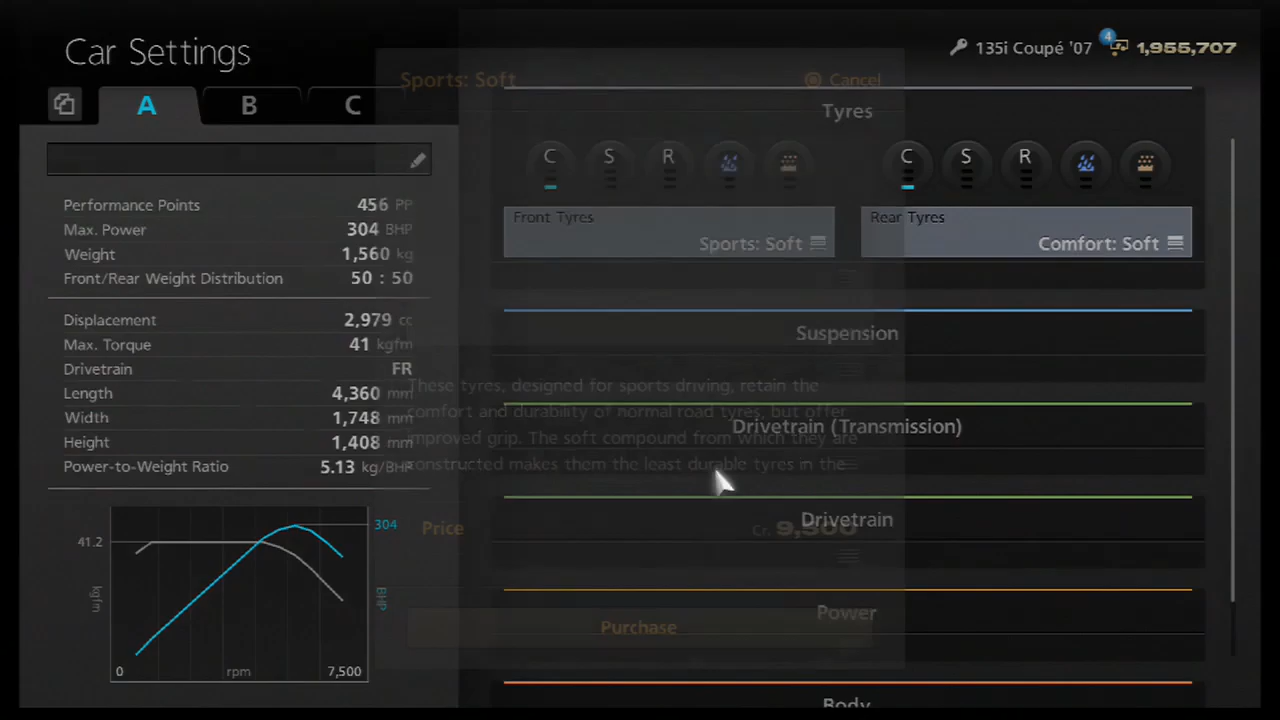 Car Settings
135i Coupé '07
4
1,955,707
A
B
C
Sports: Soft
Cancel
Tyres
C
S
R
C
S
R
Front Tyres
Sports: Soft
Rear Tyres
Comfort: Soft
Performance Points 456 PP
Max. Power 304 BHP
Weight 1,560 kg
Front/Rear Weight Distribution 50 : 50
Displacement 2,979 cc
Max. Torque 41 kgfm
Drivetrain FR
Length 4,360 mm
Width 1,748 mm
Height 1,408 mm
Power-to-Weight Ratio 5.13 kg/BHP
Suspension
These tyres, designed for sports driving, retain the
comfort and durability of normal road tyres, but offer
improved grip. The soft compound from which they are
constructed makes them the least durable tyres in the
Drivetrain (Transmission)
Drivetrain
Price
Cr. 9,500
Power
Purchase
Body
304
41.2
kgfm
BHP
0
rpm
7,500